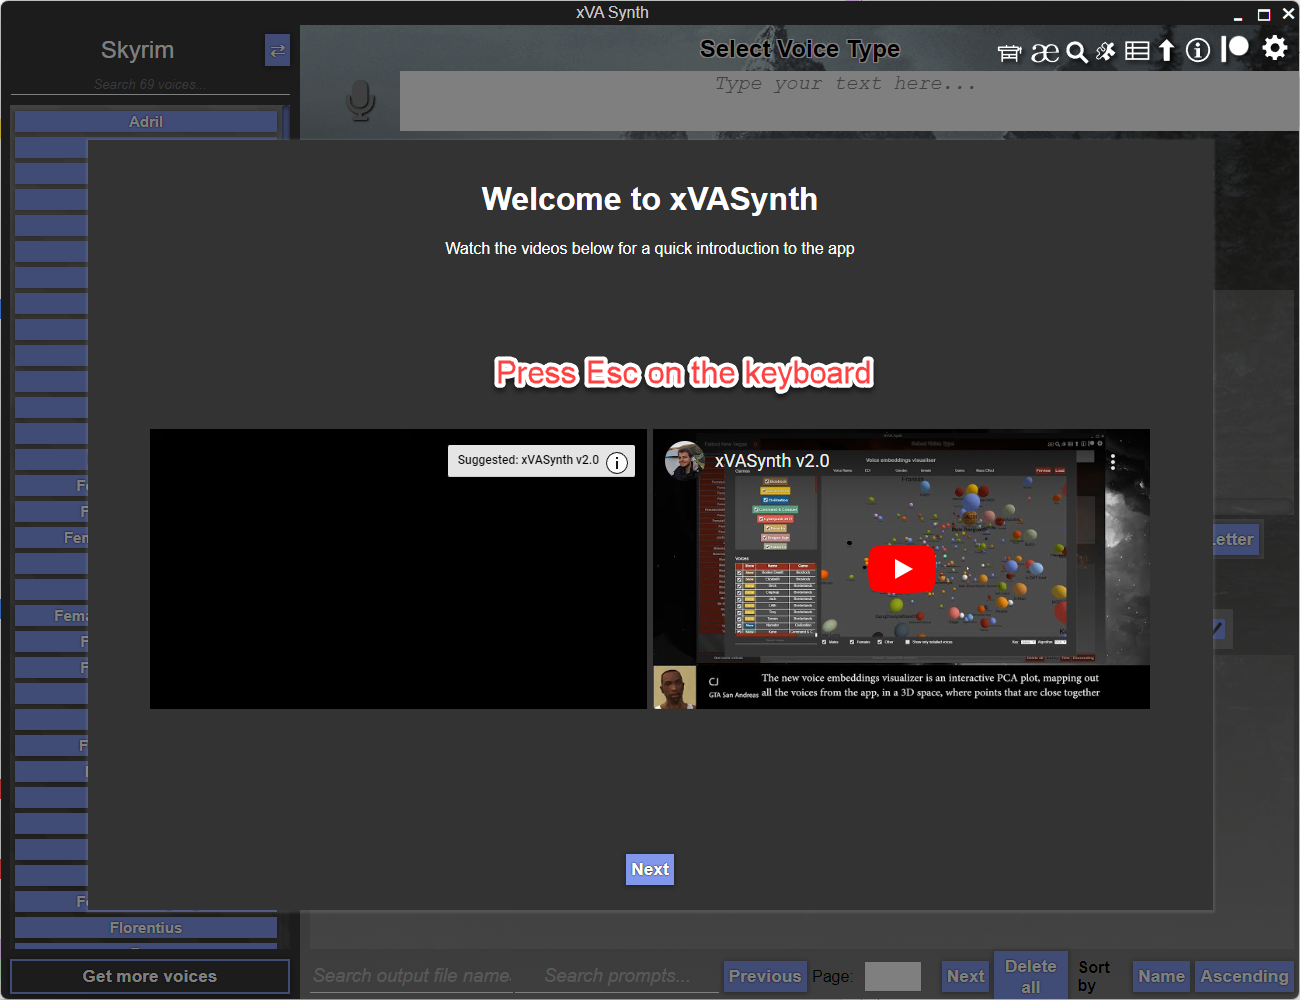 xVA Synth
Skyrim
Search 69 voices...
Select Voice Type
Type your text here...
Adril
Welcome to xVASynth
Watch the videos below for a quick introduction to the app
Press Esc on the keyboard
Suggested: xVASynth v2.0
xVASynth v2.0
Voice embeddings visualiser
Voices
CJ
GTA San Andreas
The new voice embeddings visualizer is an interactive PCA plot, mapping out
all the voices from the app, in a 3D space, where points that are close together
Letter
Next
Florentius
Get more voices
Search output file name.
Search prompts...
Previous
Page:
Next
Delete
all
Sort
by
Name
Ascending